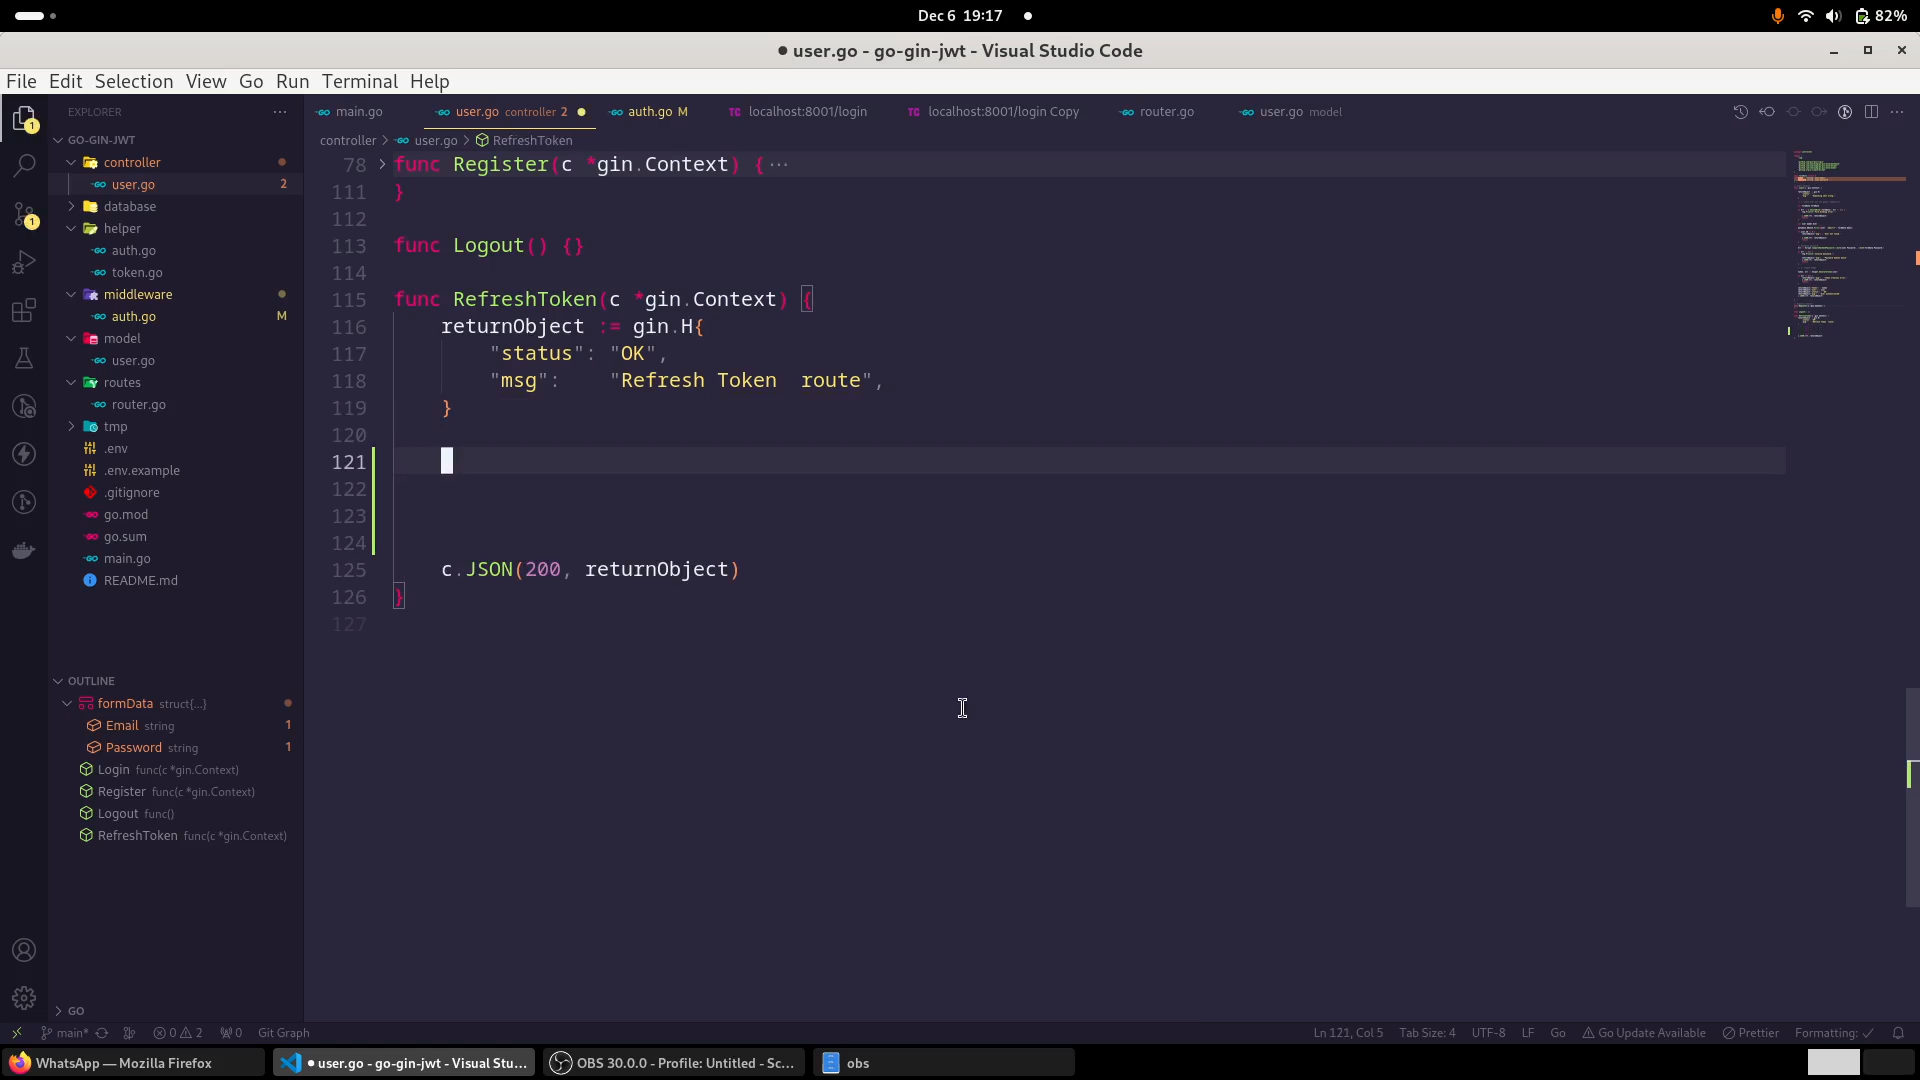 Dec 6 19:17
82%
● user.go - go-gin-jwt - Visual Studio Code
File Edit Selection View Go Run Terminal Help
EXPLORER
main.go
user.go controller 2
auth.go M
TC localhost:8001/login
TC localhost:8001/login Copy
router.go
user.go model
GO-GIN-JWT
controller
user.go 2
database
helper
auth.go
token.go
middleware
auth.go M
model
user.go
routes
router.go
tmp
.env
.env.example
.gitignore
go.mod
go.sum
main.go
README.md
OUTLINE
formData struct{...}
Email string 1
Password string 1
Login func(c *gin.Context)
Register func(c *gin.Context)
Logout func()
RefreshToken func(c *gin.Context)
GO
controller > user.go > RefreshToken
78 func Register(c *gin.Context) {···
111 }
112
113 func Logout() {}
114
115 func RefreshToken(c *gin.Context) {
116 returnObject := gin.H{
117 "status": "OK",
118 "msg":    "Refresh Token  route",
119 }
120
121
122
123
124
125 c.JSON(200, returnObject)
126 }
127
main* 0 2 0 Git Graph
Ln 121, Col 5 Tab Size: 4 UTF-8 LF Go Go Update Available Prettier Formatting: ✓
WhatsApp — Mozilla Firefox
● user.go - go-gin-jwt - Visual Stu...
OBS 30.0.0 - Profile: Untitled - Sc...
obs